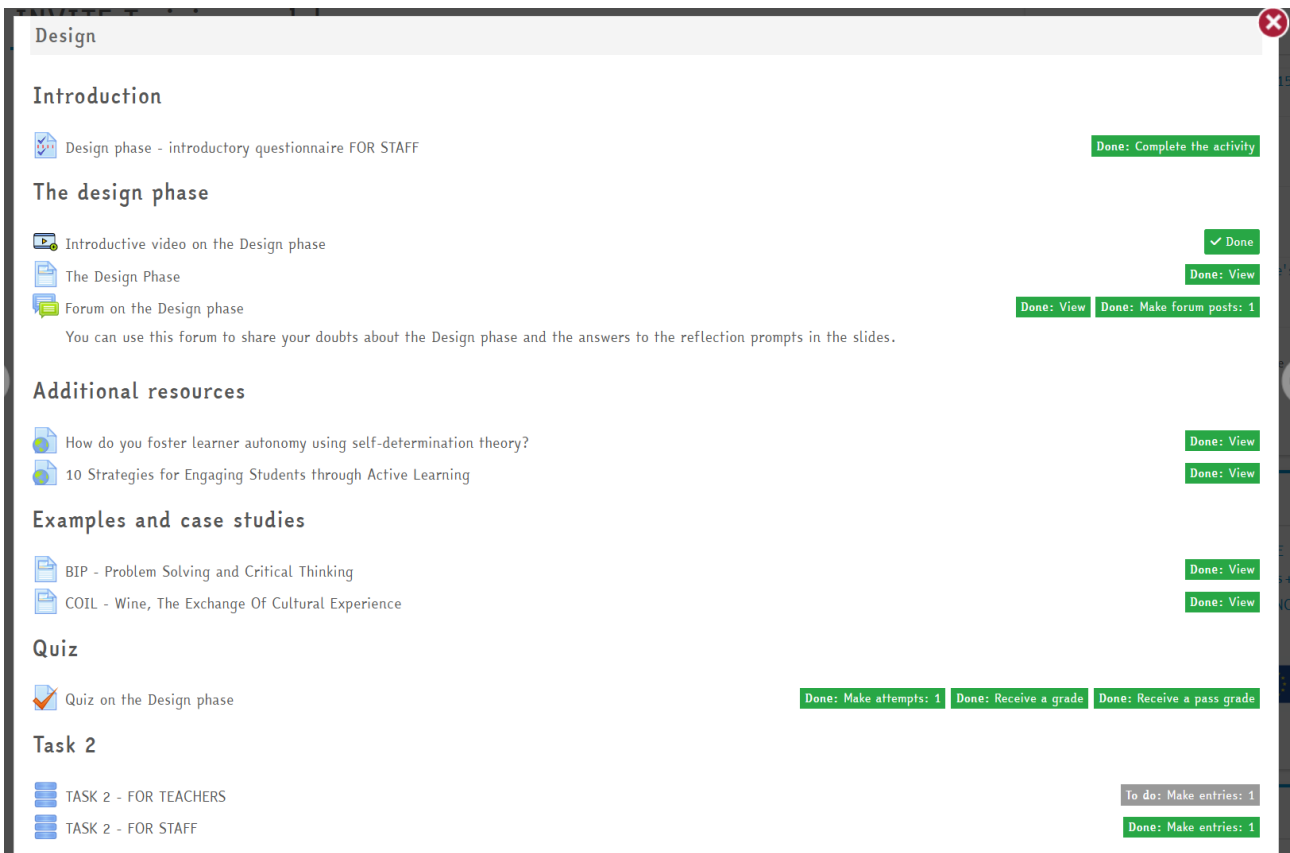 Design
Introduction
Design phase - introductory questionnaire FOR STAFF
Done: Complete the activity
The design phase
Introductive video on the Design phase
Done
The Design Phase
Done: View
Forum on the Design phase
Done: View Done: Make forum posts: 1
You can use this forum to share your doubts about the Design phase and the answers to the reflection prompts in the slides.
Additional resources
How do you foster learner autonomy using self-determination theory?
Done: View
10 Strategies for Engaging Students through Active Learning
Done: View
Examples and case studies
BIP - Problem Solving and Critical Thinking
Done: View
COIL - Wine, The Exchange Of Cultural Experience
Done: View
Quiz
Quiz on the Design phase
Done: Make attempts: 1 Done: Receive a grade Done: Receive a pass grade
Task 2
TASK 2 - FOR TEACHERS
To do: Make entries: 1
TASK 2 - FOR STAFF
Done: Make entries: 1